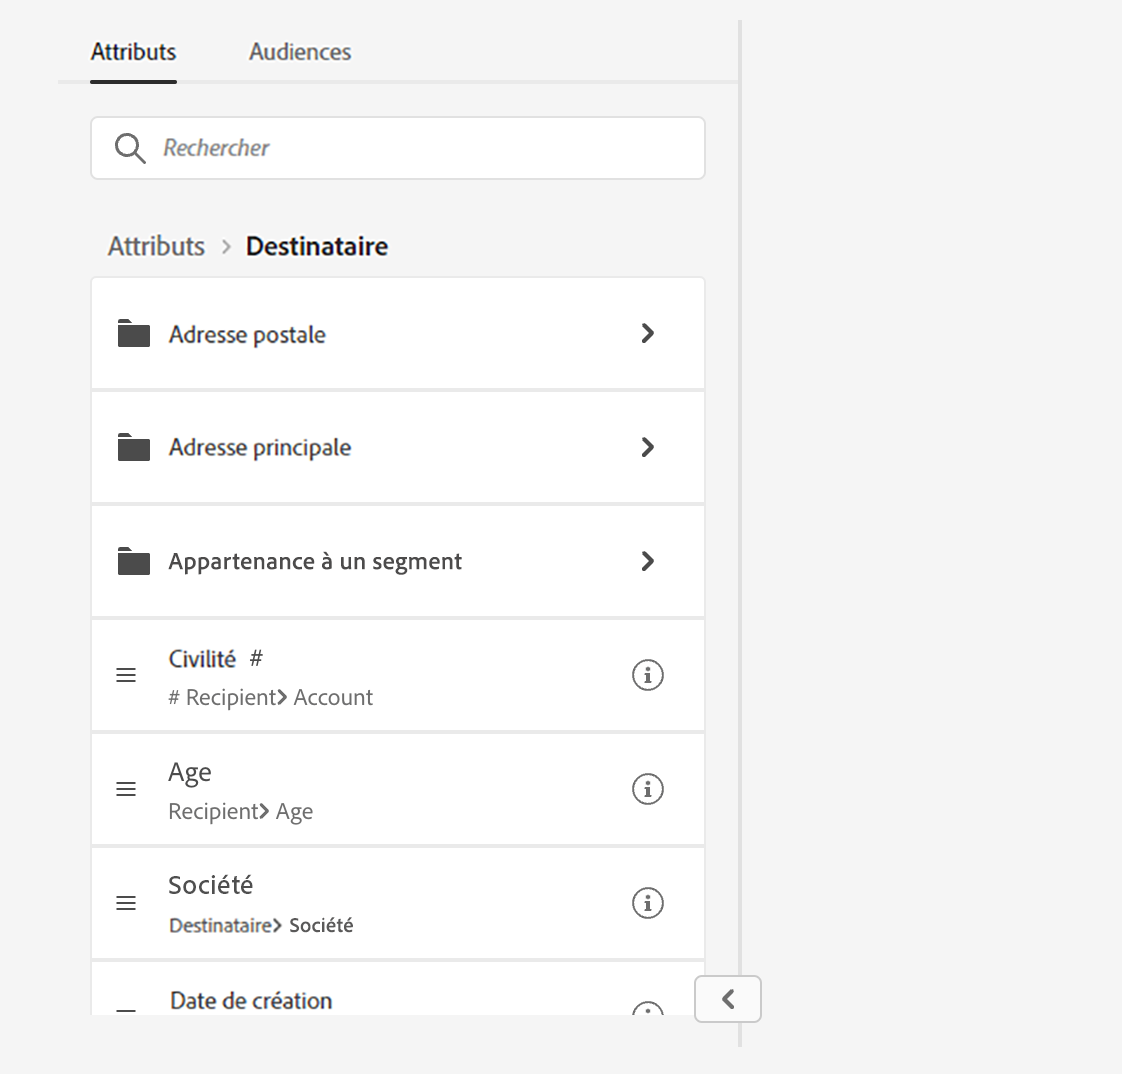 Attributs Audiences
Rechercher
Attributs > Destinataire
Adresse postale
Adresse principale
Appartenance à un segment
Civilité #
# Recipient> Account
Age
Recipient> Age
Société
Destinataire> Société
Date de création